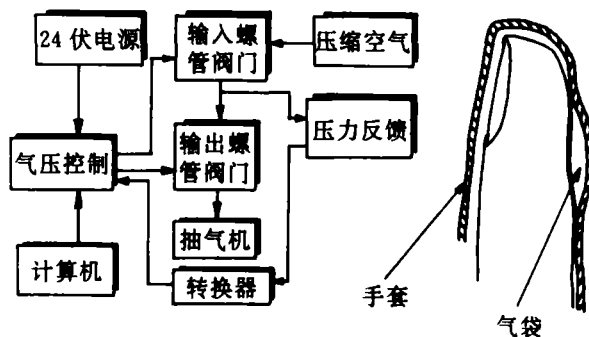 24伏电源
输入螺
管阀门
压缩空气
气压控制
输出螺
管阀门
压力反馈
抽气机
计算机
转换器
手套
气袋